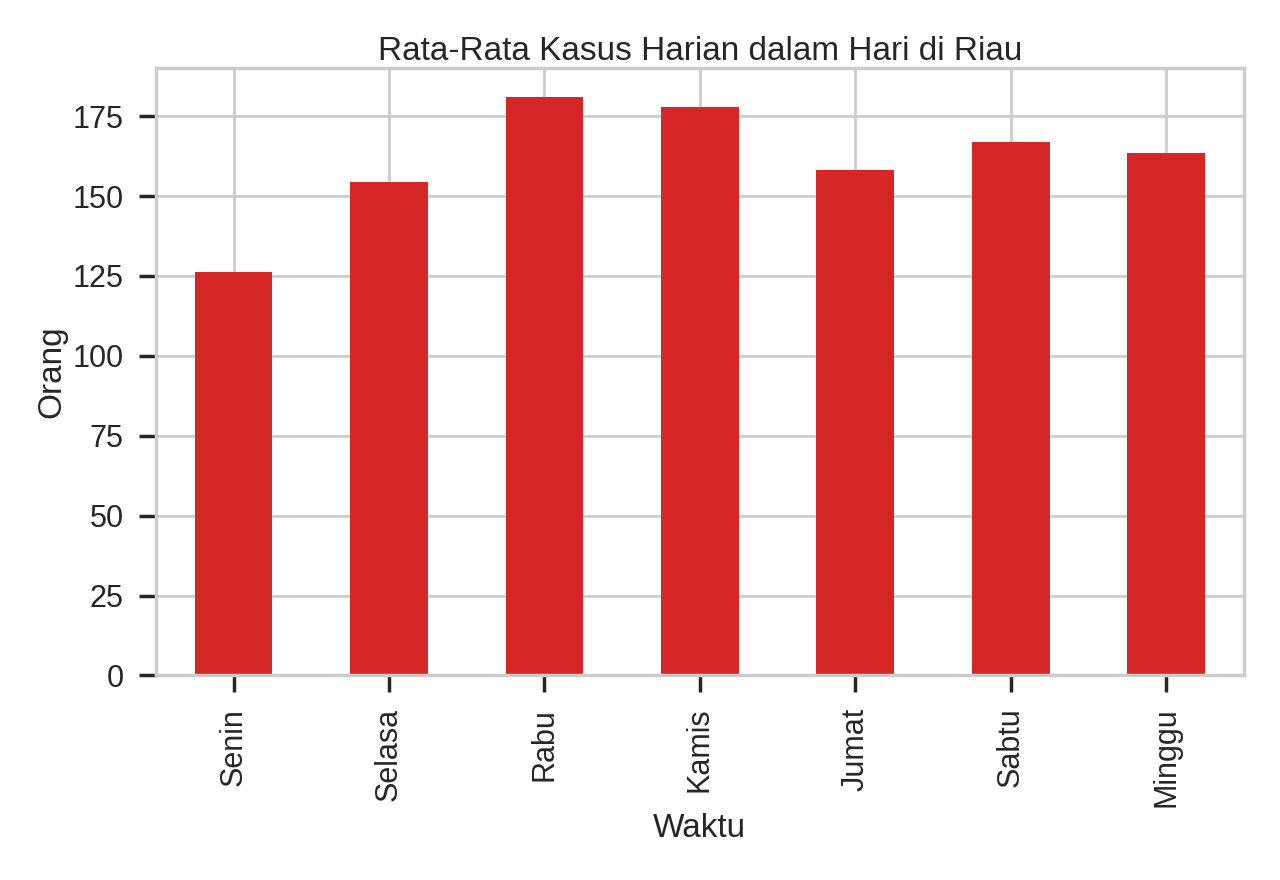 Rata-Rata Kasus Harian dalam Hari di Riau
175
150
125
100
75
50
25
0
Orang
Senin
Selasa
Rabu
Kamis
Jumat
Sabtu
Minggu
Waktu